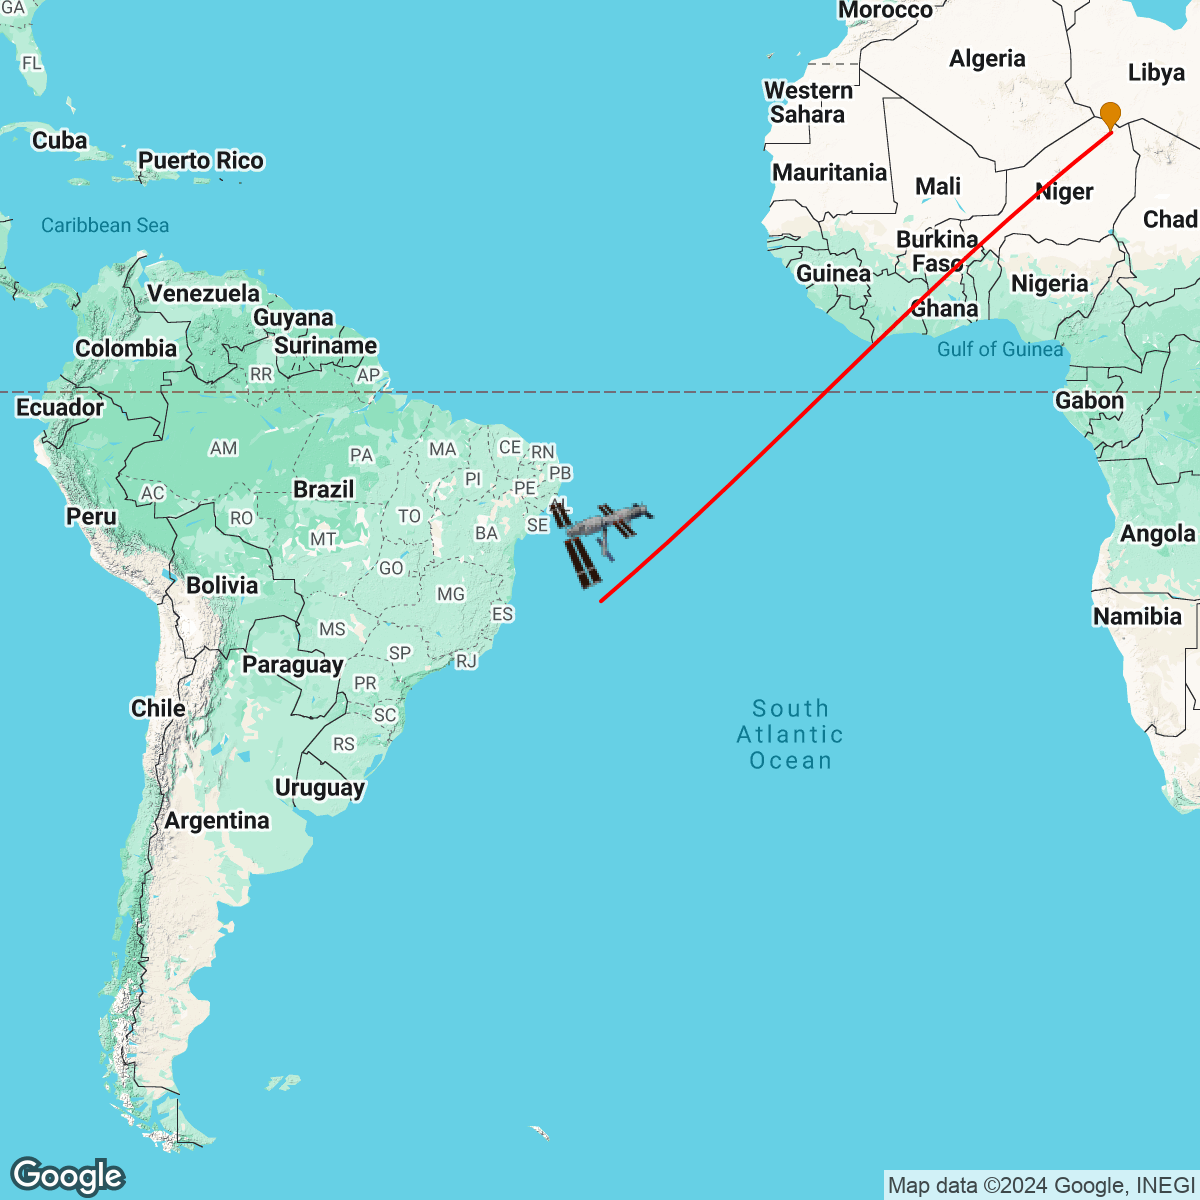 GA
Morocco
Algeria
FL
Libya
Western
Sahara
Cuba
Puerto Rico
Mauritania
Mali
Niger
Chad
Caribbean Sea
Burkina
Faso
Guinea
Nigeria
Venezuela
Ghana
Guyana
Colombia
Suriname
Gulf of Guinea
RR
AP
Ecuador
Gabon
AM
MA
CE
RN
PA
PI
PB
Brazil
AC
PE
AL
Peru
RO
TO
SE
BA
Angola
MT
GO
Bolivia
MG
ES
Namibia
MS
SP
RJ
Paraguay
PR
Chile
SC
South
Atlantic
Ocean
RS
Uruguay
Argentina
Google
Map data ©2024 Google, INEGI